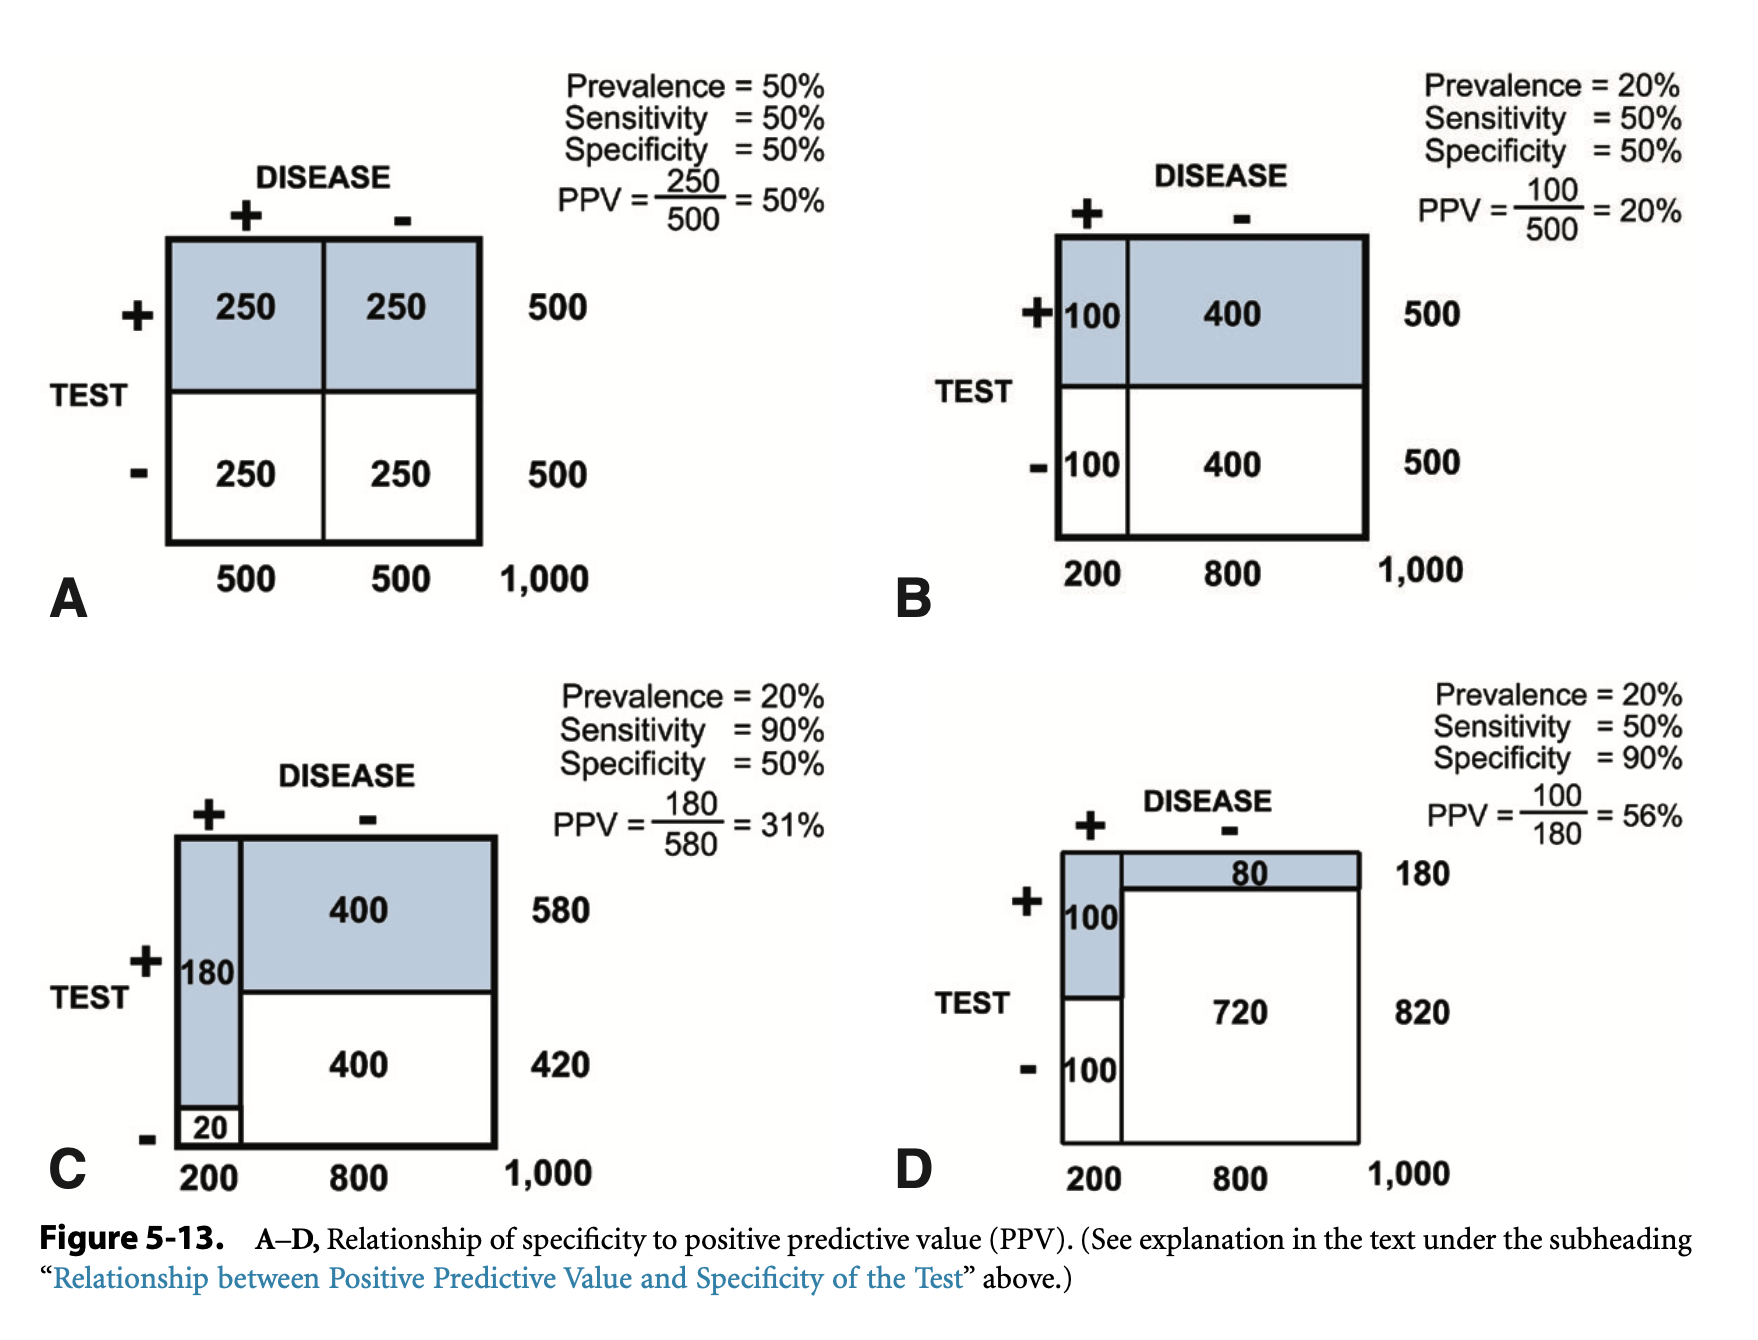 Prevalence = 50%
Sensitivity = 50%
Specificity = 50%
PPV = 250/500 = 50%
DISEASE
+ -
+ 250 250 500
TEST
- 250 250 500
500 500 1,000
A
Prevalence = 20%
Sensitivity = 50%
Specificity = 50%
PPV = 100/500 = 20%
DISEASE
+ -
+ 100 400 500
TEST
- 100 400 500
200 800 1,000
B
Prevalence = 20%
Sensitivity = 90%
Specificity = 50%
PPV = 180/580 = 31%
DISEASE
+ -
400 580
+ 180
TEST
400 420
- 20
200 800 1,000
C
Prevalence = 20%
Sensitivity = 50%
Specificity = 90%
PPV = 100/180 = 56%
DISEASE
+ -
80 180
+ 100
TEST 720 820
- 100
200 800 1,000
D
Figure 5-13. A–D, Relationship of specificity to positive predictive value (PPV). (See explanation in the text under the subheading
“Relationship between Positive Predictive Value and Specificity of the Test” above.)